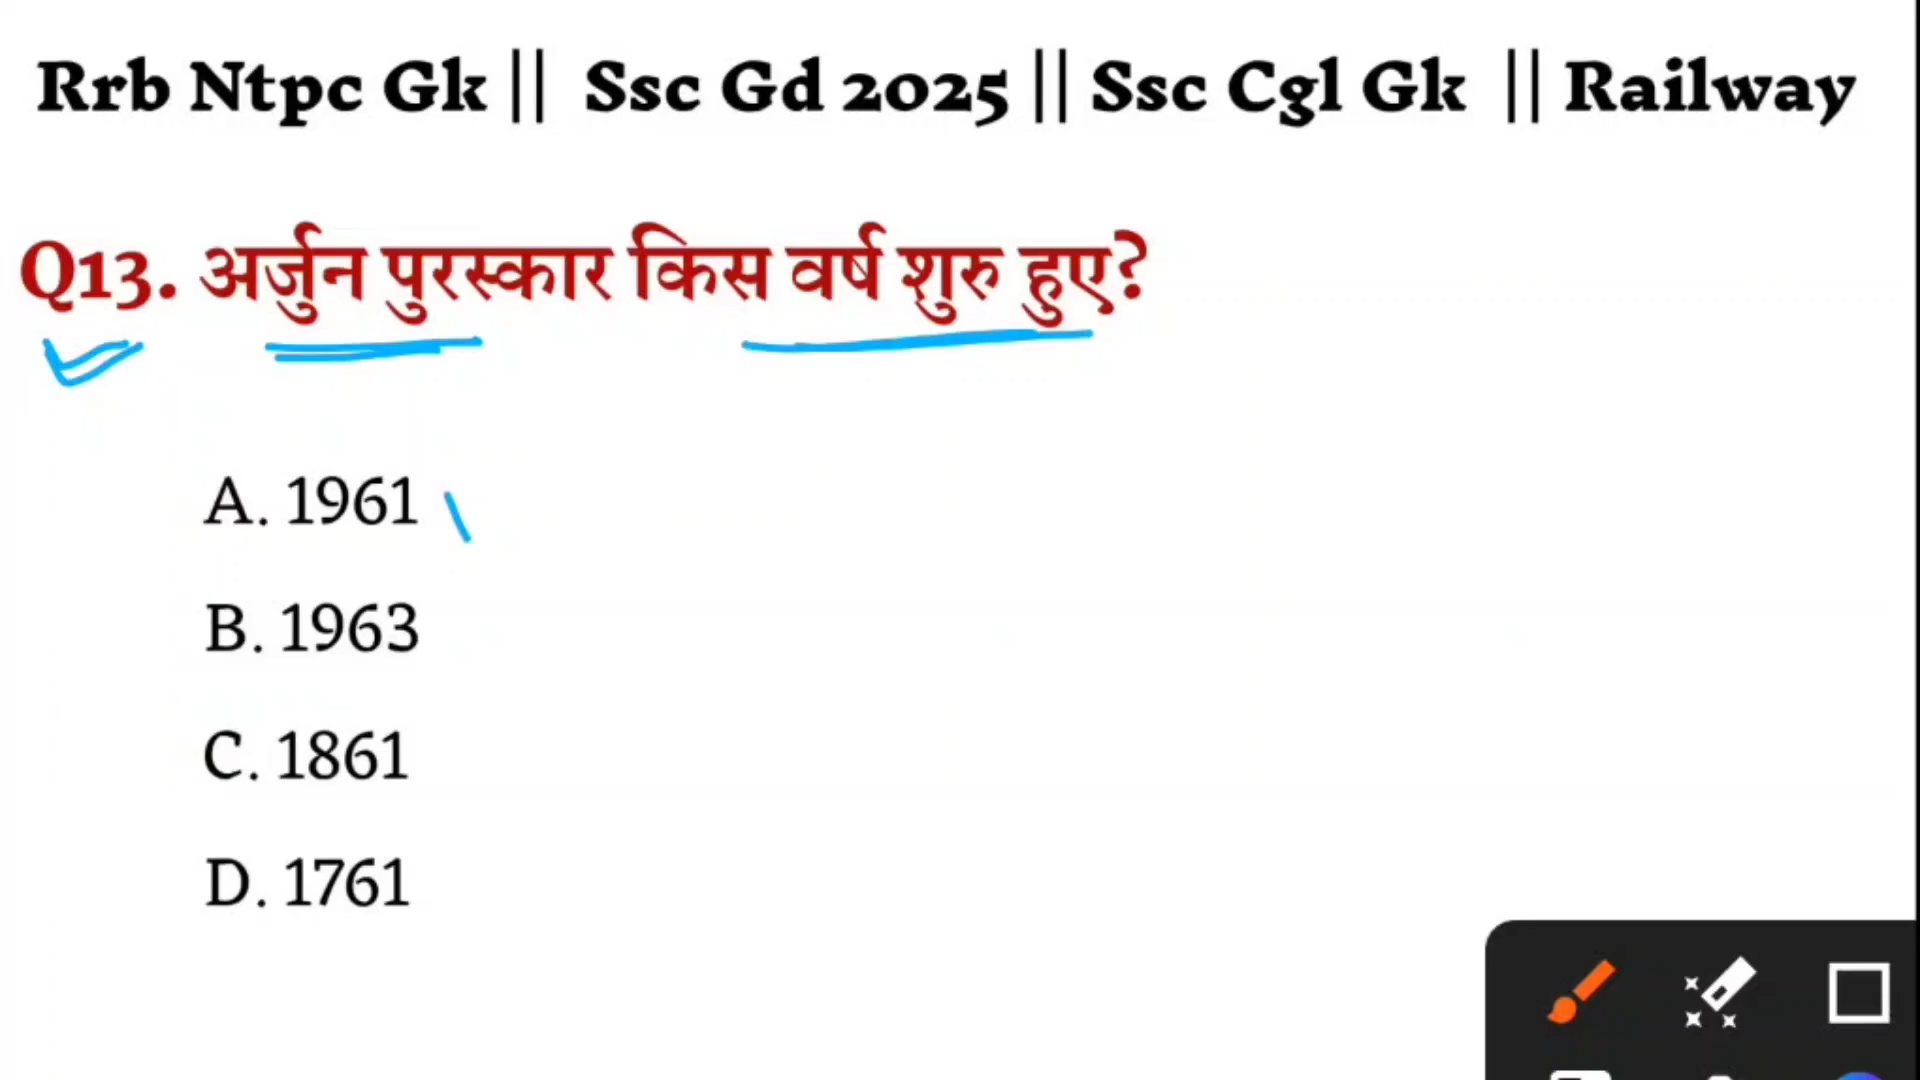 Rrb Ntpc Gk || Ssc Gd 2025 || Ssc Cgl Gk || Railway
Q13. अर्जुन पुरस्कार किस वर्ष शुरु हुए?
A. 1961
B. 1963
C. 1861
D. 1761